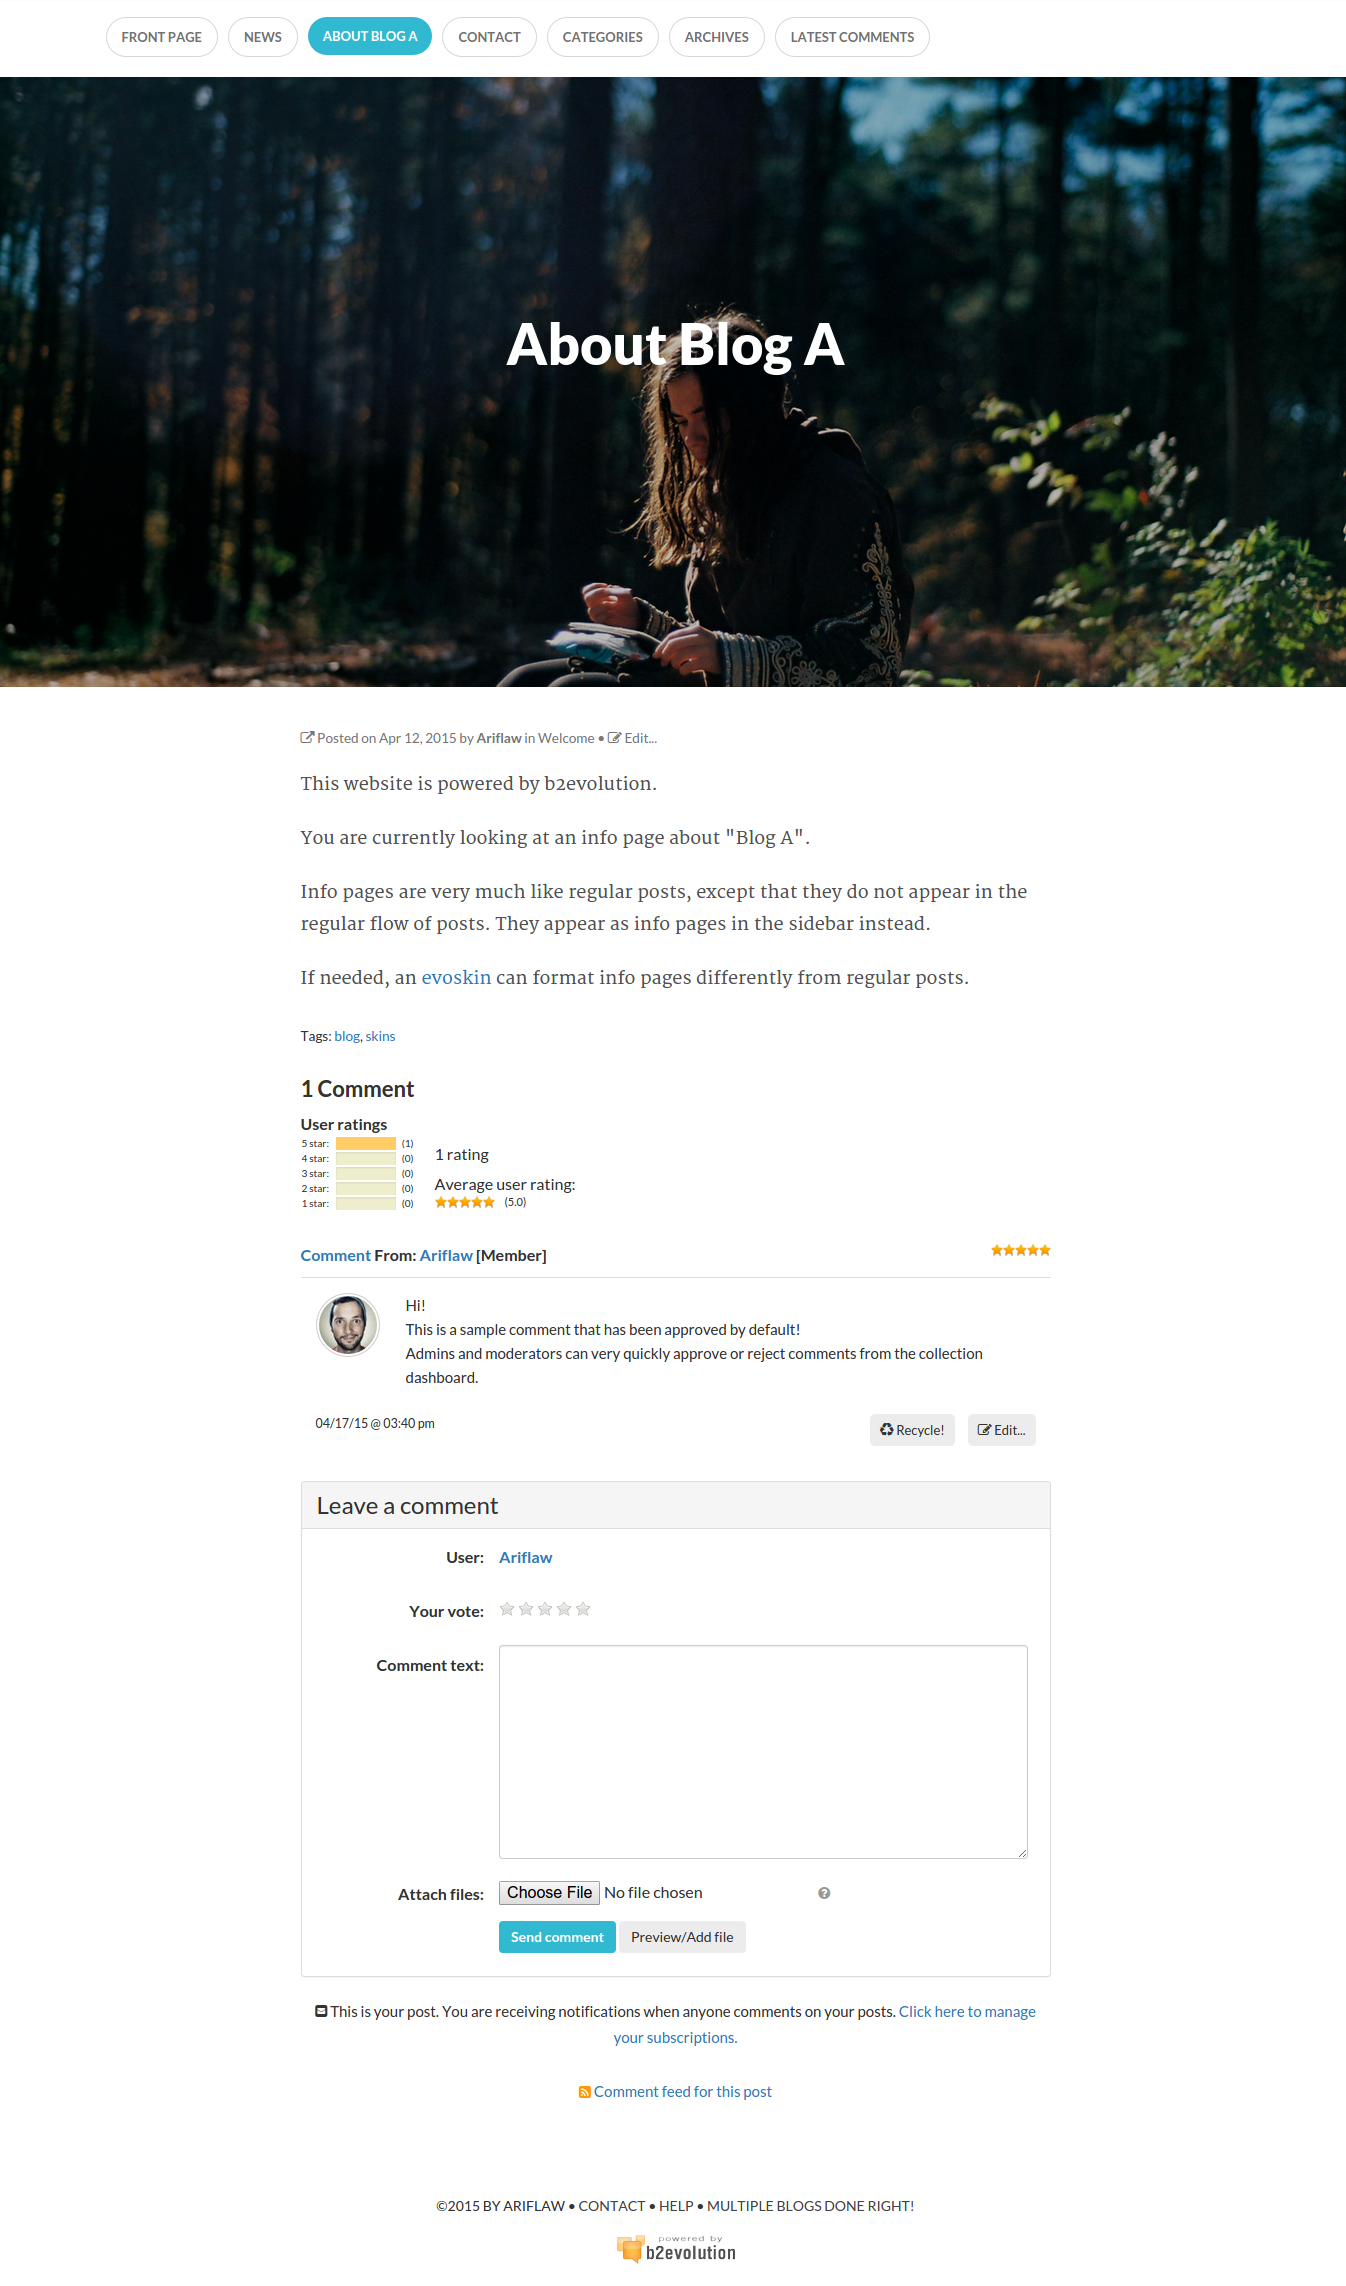 FRONT PAGE NEWS ABOUT BLOG A CONTACT CATEGORIES ARCHIVES LATEST COMMENTS
About Blog A
Posted on Apr 12, 2015 by Ariflaw in Welcome • Edit...
This website is powered by b2evolution.
You are currently looking at an info page about "Blog A".
Info pages are very much like regular posts, except that they do not appear in the
regular flow of posts. They appear as info pages in the sidebar instead.
If needed, an evoskin can format info pages differently from regular posts.
Tags: blog, skins
1 Comment
User ratings
5 star: (1)
4 star: (0)
3 star: (0)
2 star: (0)
1 star: (0)
1 rating
Average user rating:
(5.0)
Comment From: Ariflaw [Member]
Hi!
This is a sample comment that has been approved by default!
Admins and moderators can very quickly approve or reject comments from the collection
dashboard.
04/17/15 @ 03:40 pm Recycle! Edit...
Leave a comment
User: Ariflaw
Your vote:
Comment text:
Attach files: Choose File No file chosen
Send comment Preview/Add file
This is your post. You are receiving notifications when anyone comments on your posts. Click here to manage
your subscriptions.
Comment feed for this post
©2015 BY ARIFLAW • CONTACT • HELP • MULTIPLE BLOGS DONE RIGHT!
powered by
b2evolution